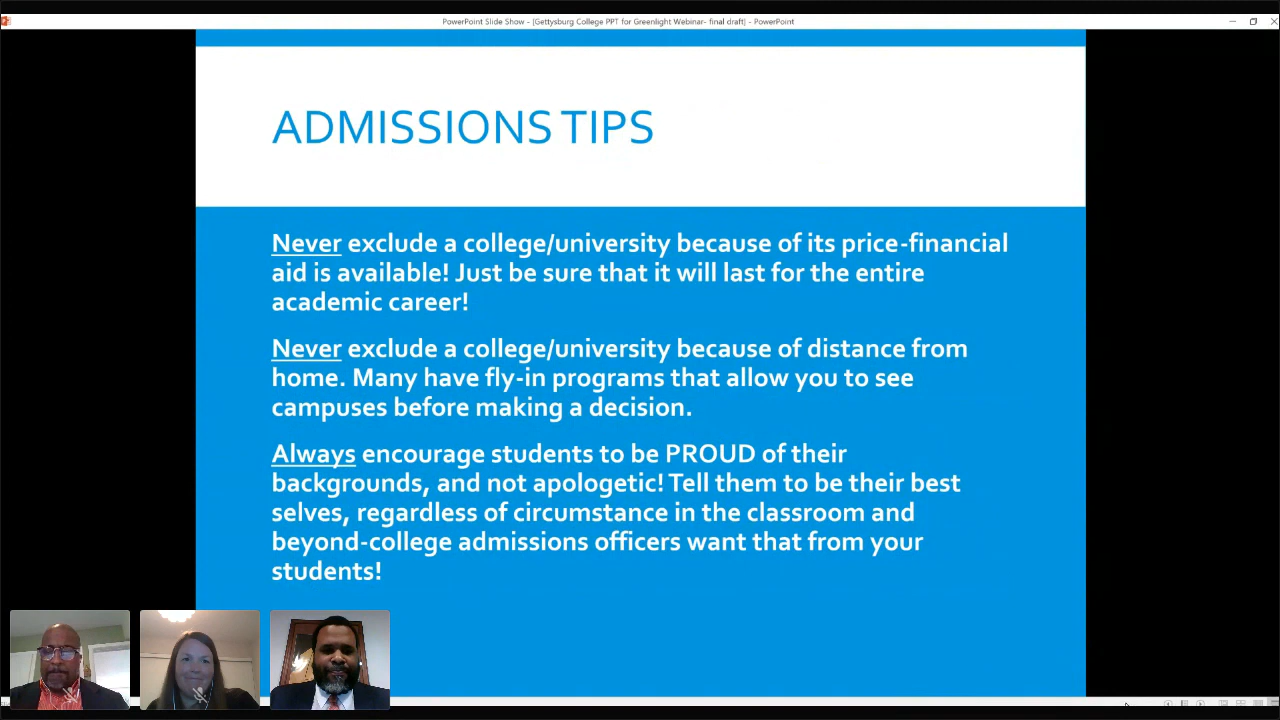 PowerPoint Slide Show - [Gettysburg College PPT for Greenlight Webinar- final draft] - PowerPoint
ADMISSIONS TIPS
Never exclude a college/university because of its price-financial
aid is available! Just be sure that it will last for the entire
academic career!
Never exclude a college/university because of distance from
home. Many have fly-in programs that allow you to see
campuses before making a decision.
Always encourage students to be PROUD of their
backgrounds, and not apologetic! Tell them to be their best
selves, regardless of circumstance in the classroom and
beyond-college admissions officers want that from your
students!